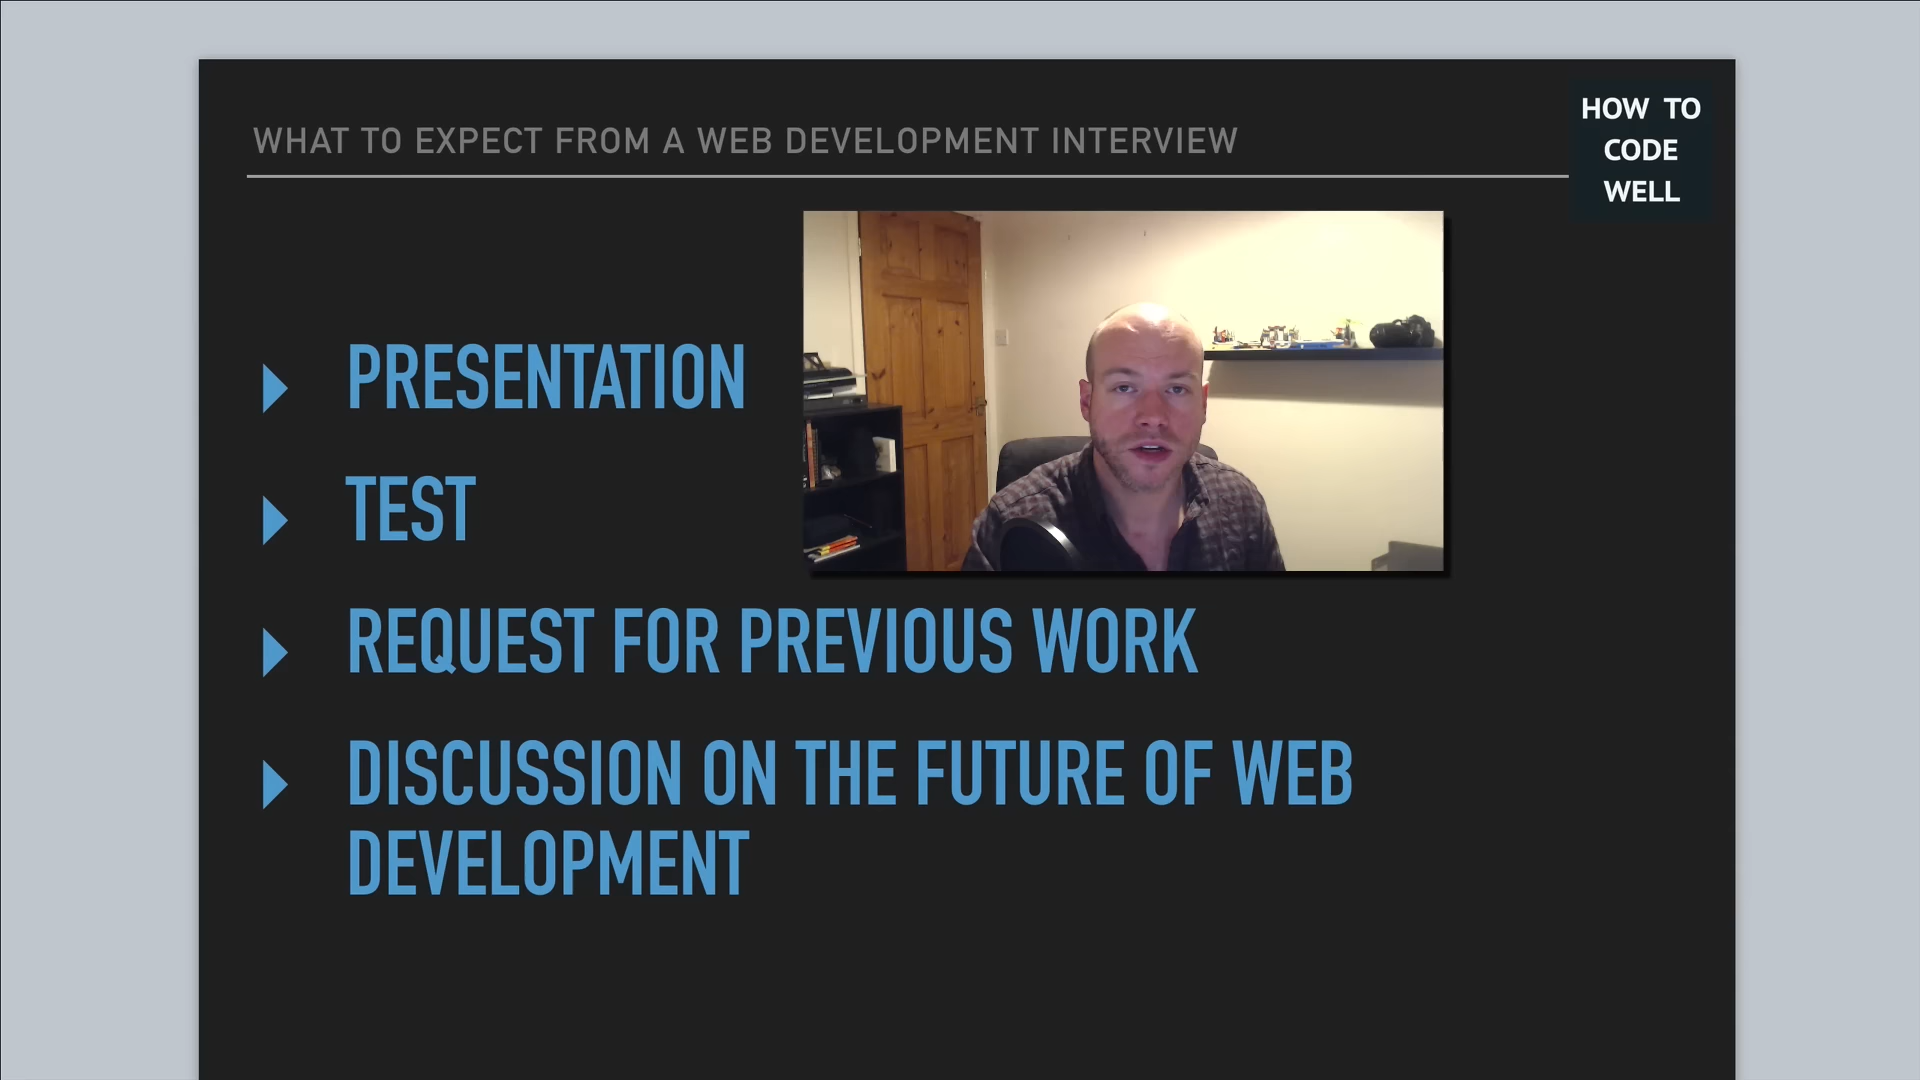 WHAT TO EXPECT FROM A WEB DEVELOPMENT INTERVIEW
HOW TO
CODE
WELL
PRESENTATION
TEST
REQUEST FOR PREVIOUS WORK
DISCUSSION ON THE FUTURE OF WEB
DEVELOPMENT